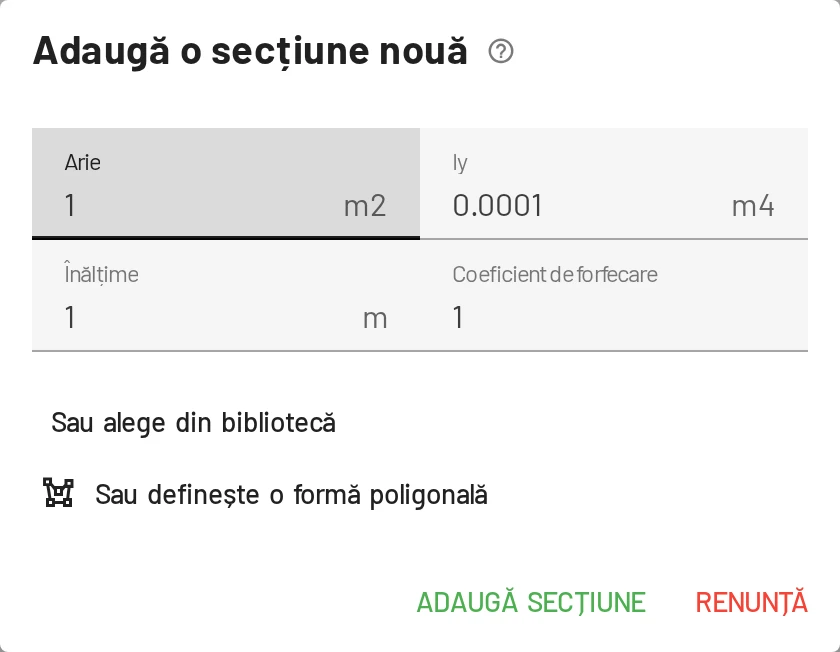 Adaugă o secțiune nouă ?
Arie
1 m2
Iy
0.0001 m4
Înălțime
1 m
Coeficient de forfecare
1
Sau alege din bibliotecă
Sau definește o formă poligonală
ADAUGĂ SECȚIUNE RENUNȚĂ